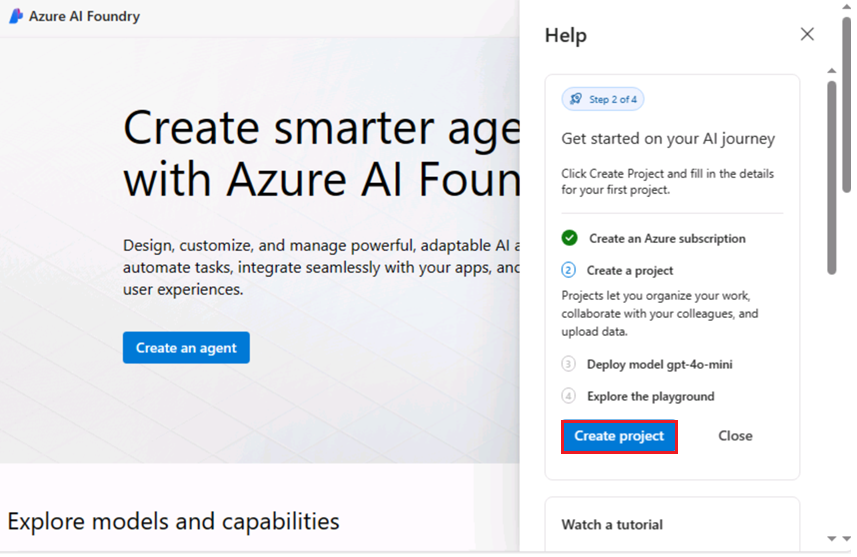 Azure AI Foundry
Create smarter age
with Azure AI Foun
Design, customize, and manage powerful, adaptable AI a
automate tasks, integrate seamlessly with your apps, and
user experiences.
Create an agent
Explore models and capabilities
Help
Step 2 of 4
Get started on your AI journey
Click Create Project and fill in the details
for your first project.
Create an Azure subscription
2 Create a project
Projects let you organize your work,
collaborate with your colleagues, and
upload data.
3 Deploy model gpt-4o-mini
4 Explore the playground
Create project Close
Watch a tutorial